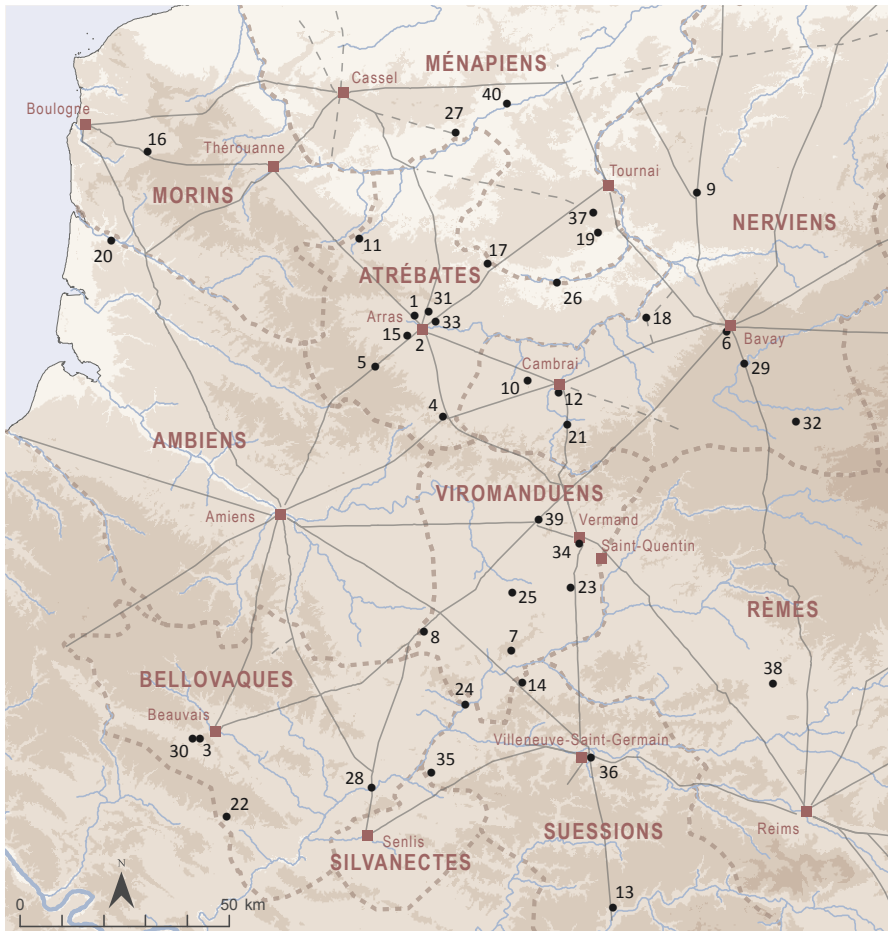 MÉNAPIENS
Cassel
40
Boulogne
27
16
Thérouanne
Tournai
MORINS
9
37
NERVIENS
19
20
11
17
ATRÉBATES
26
1
31
Arras
33
18
15
2
6
Bavay
Cambrai
5
10
29
12
4
21
32
AMBIENS
VIROMANDUENS
Amiens
39
Vermand
34
Saint-Quentin
25
23
RÈMES
8
7
BELLOVAQUES
38
24
14
Beauvais
Villeneuve-Saint-Germain
30
3
35
36
28
22
Reims
Senlis
SUESSIONS
SILVANECTES
N
13
0
50 km